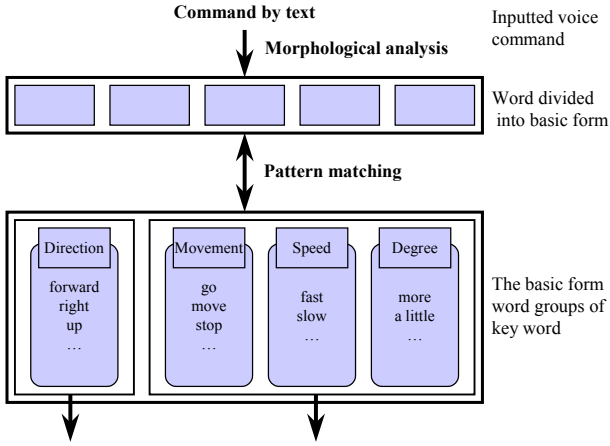 Command by text
Inputted voice
command
Morphological analysis
Word divided
into basic form
Pattern matching
Direction
forward
right
up
…
Movement
go
move
stop
…
Speed
fast
slow
…
Degree
more
a little
…
The basic form
word groups of
key word